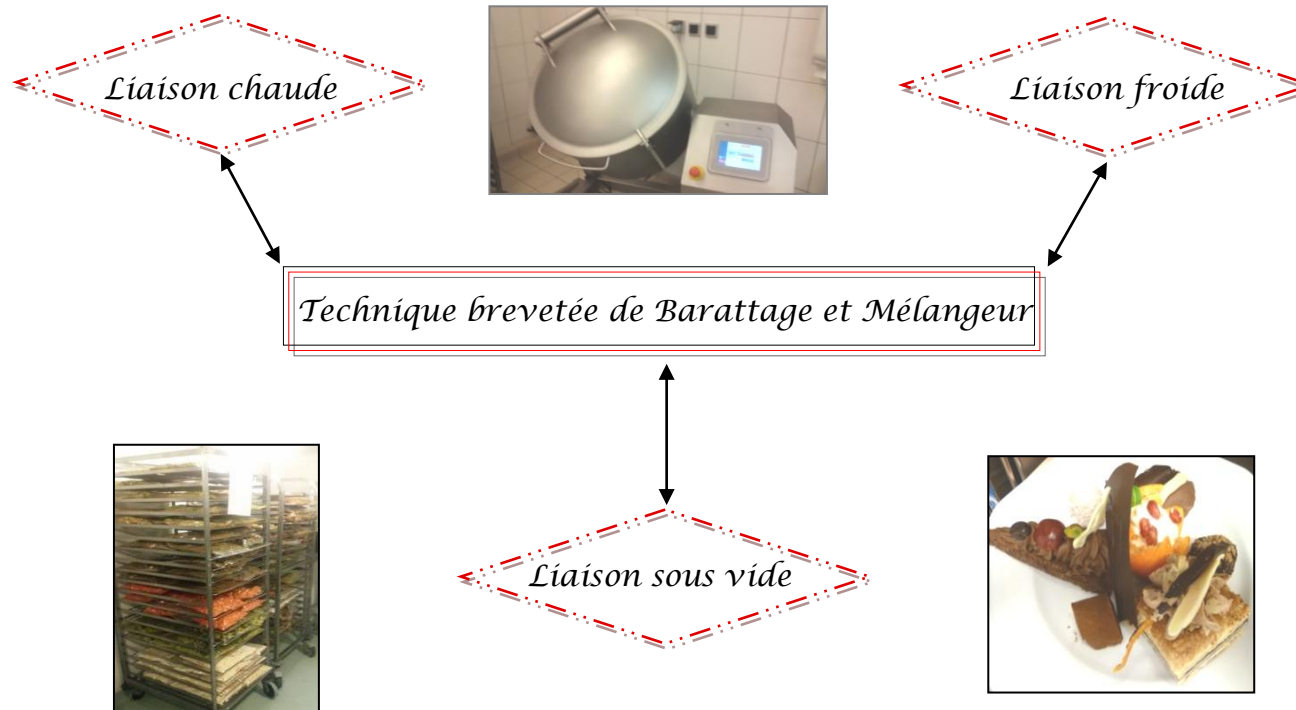 Liaison chaude
Liaison froide
Technique brevetée de Barattage et Mélangeur
Liaison sous vide